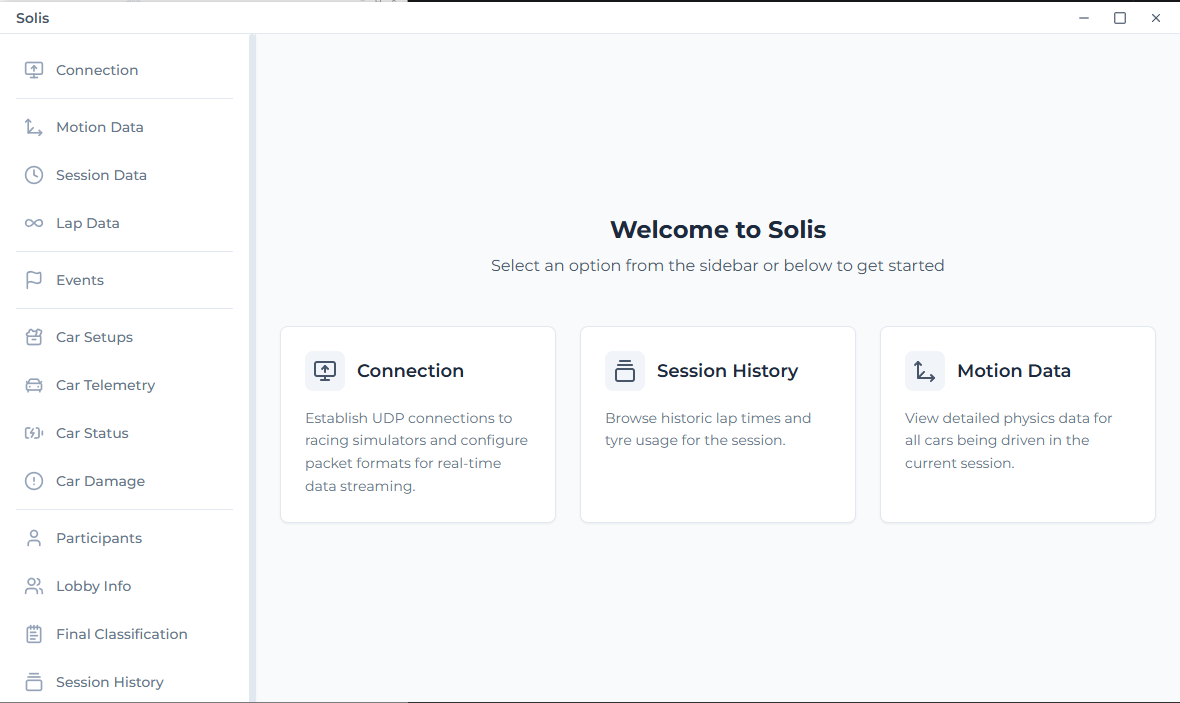 Solis
Connection
Motion Data
Session Data
Lap Data
Events
Car Setups
Car Telemetry
Car Status
Car Damage
Participants
Lobby Info
Final Classification
Session History
Welcome to Solis
Select an option from the sidebar or below to get started
Connection
Establish UDP connections to
racing simulators and configure
packet formats for real-time
data streaming.
Session History
Browse historic lap times and
tyre usage for the session.
Motion Data
View detailed physics data for
all cars being driven in the
current session.